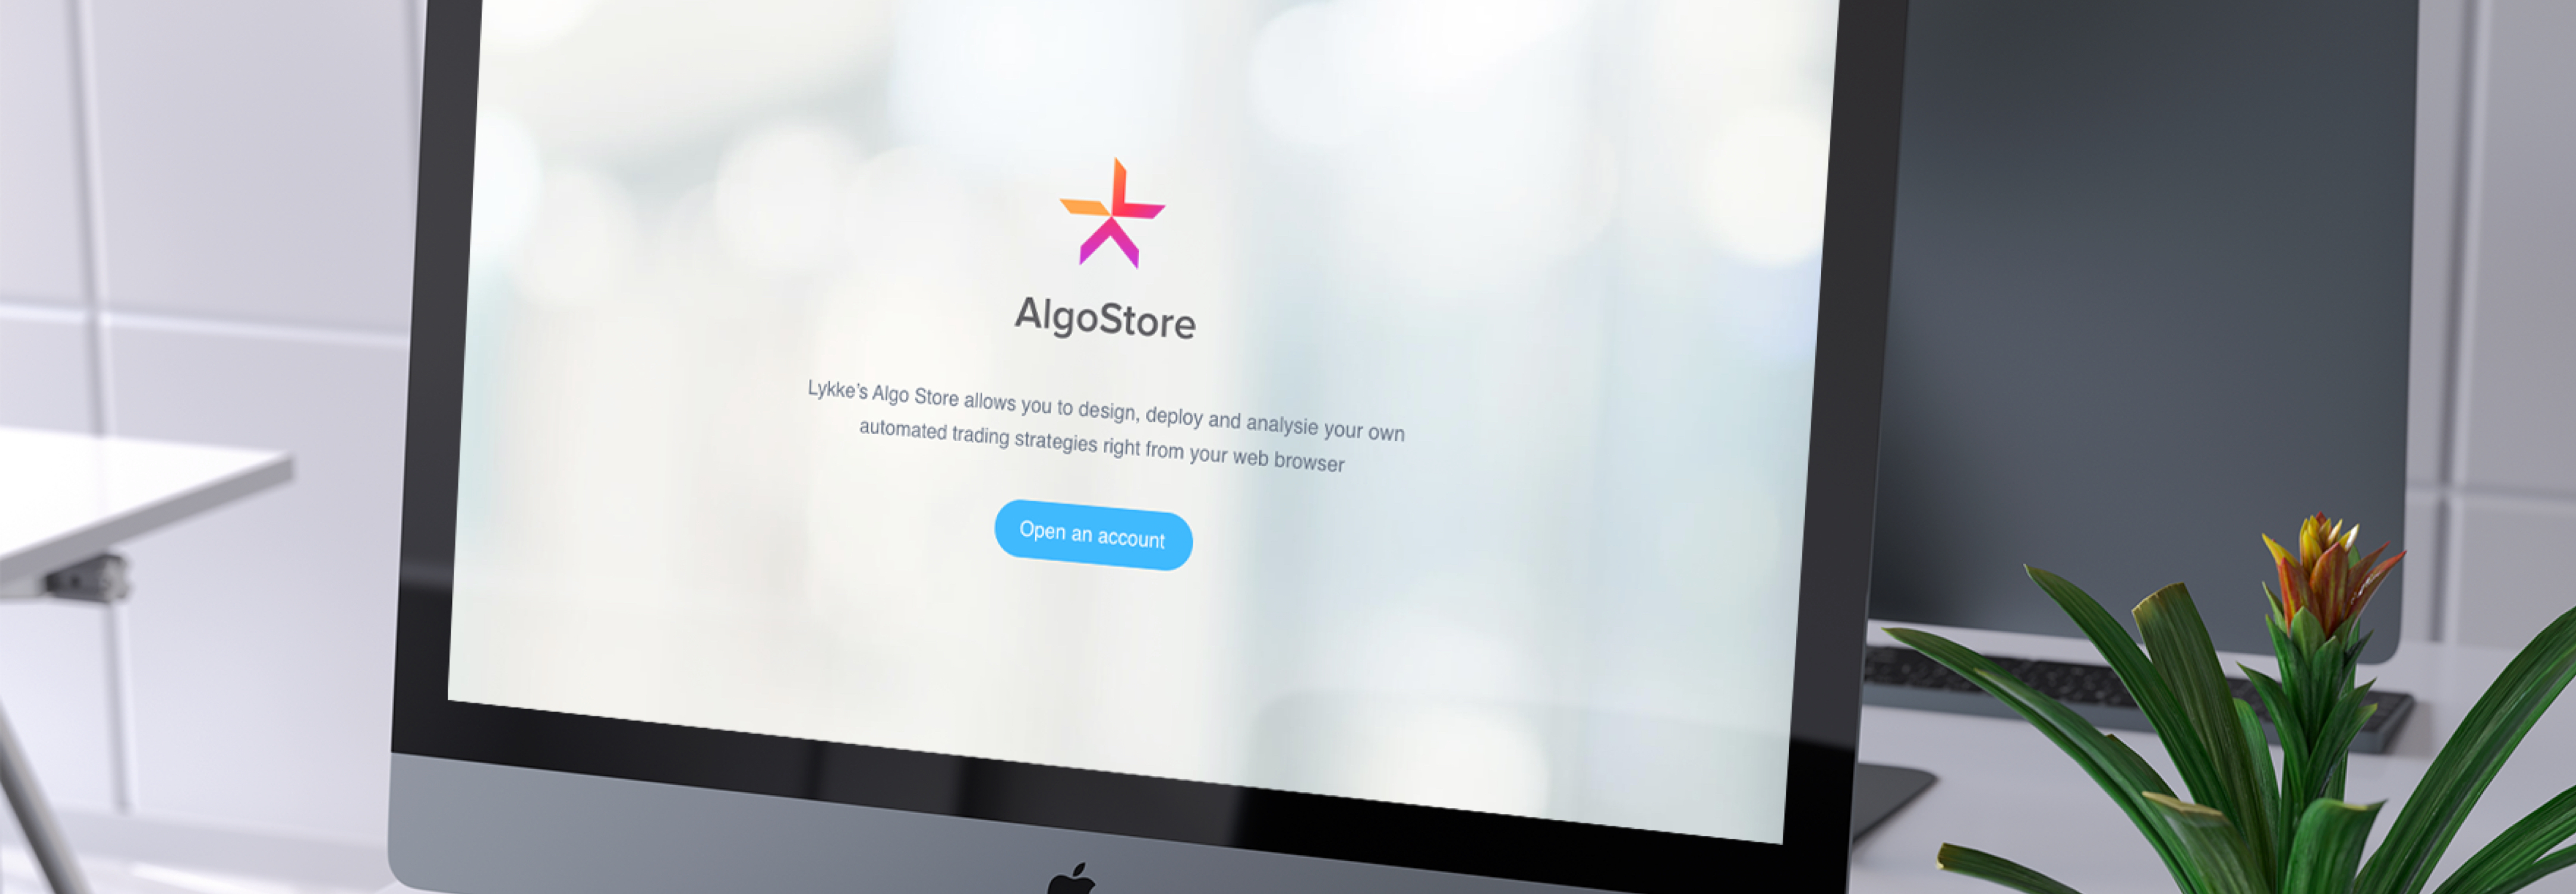 AlgoStore
Lykke’s Algo Store allows you to design, deploy and analysie your own
automated trading strategies right from your web browser
Open an account